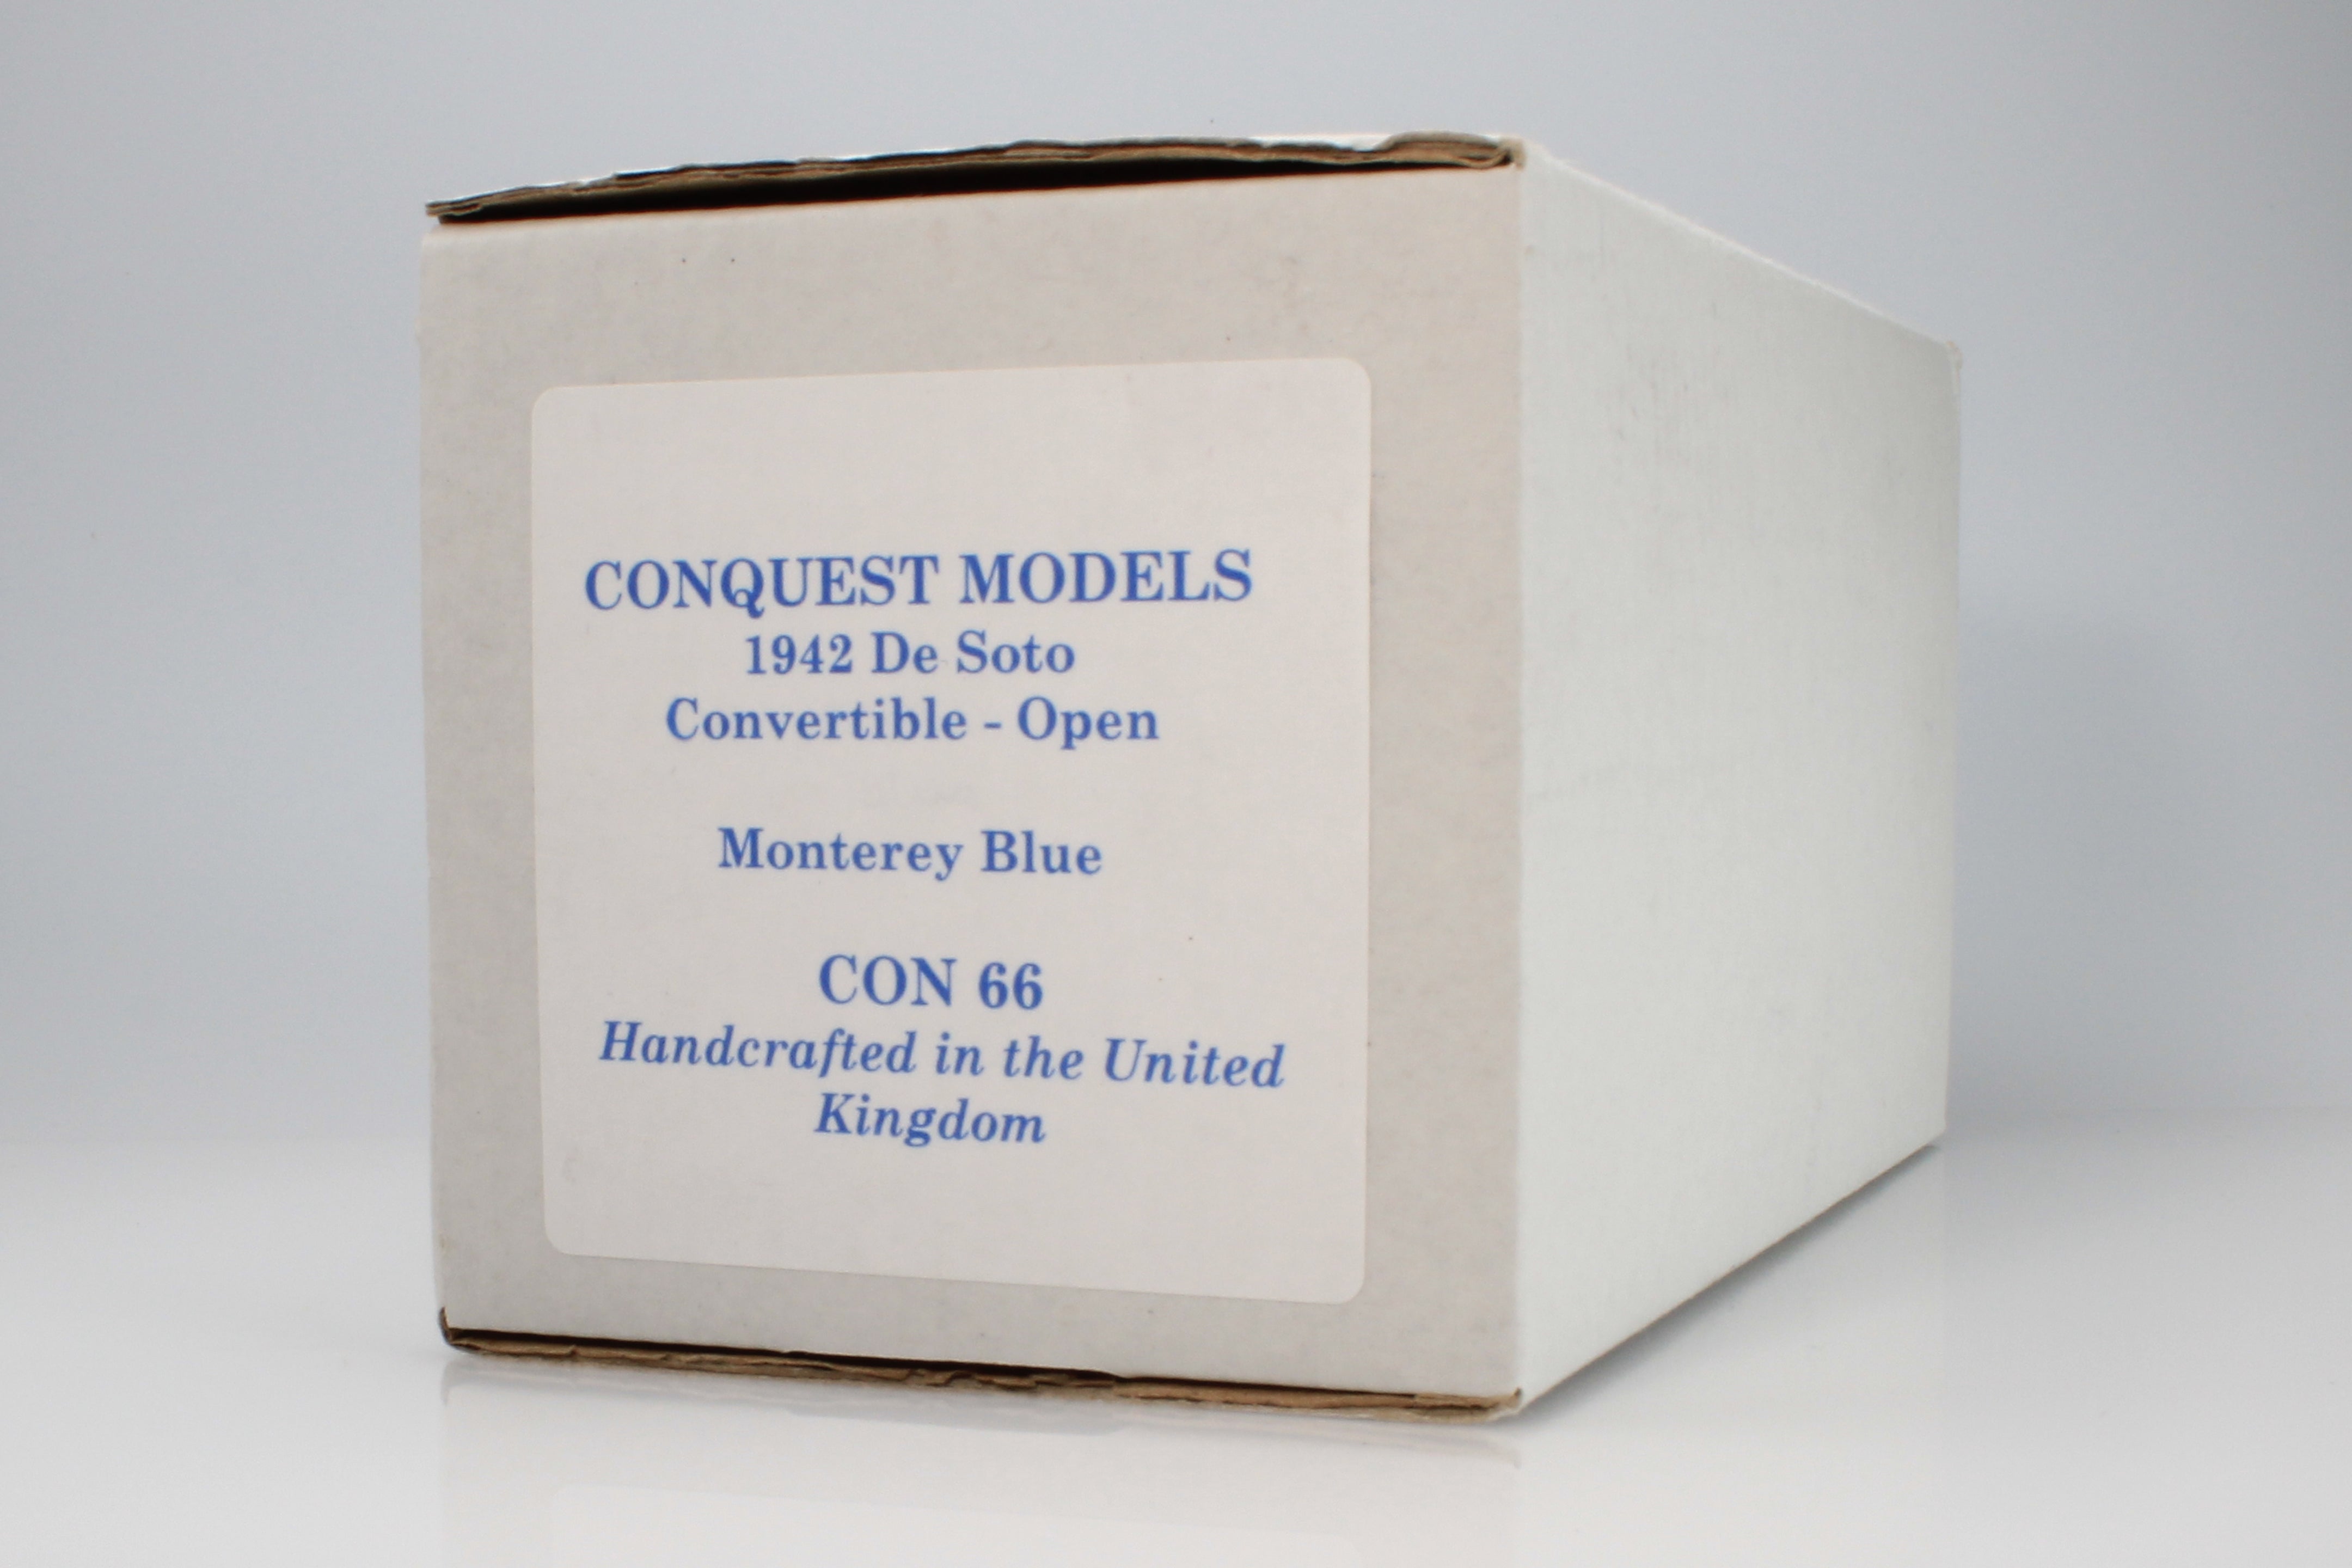 CONQUEST MODELS
1942 De Soto
Convertible - Open
Monterey Blue
CON 66
Handcrafted in the United
Kingdom